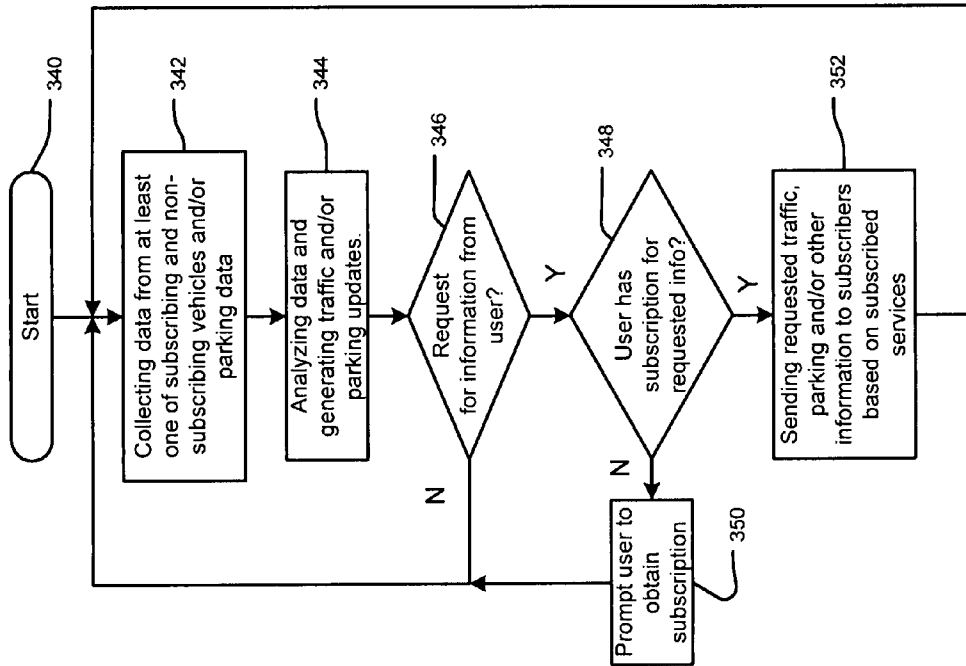 Start
340
Collecting data from at least
one of subscribing and non-
subscribing vehicles and/or
parking data
342
Analyzing data and
generating traffic and/or
parking updates.
344
Request
for information from
user?
346
N
Y
User has
subscription for
requested info?
348
N
Y
Prompt user to
obtain
subscription
350
Sending requested traffic,
parking and/or other
information to subscribers
based on subscribed
services
352